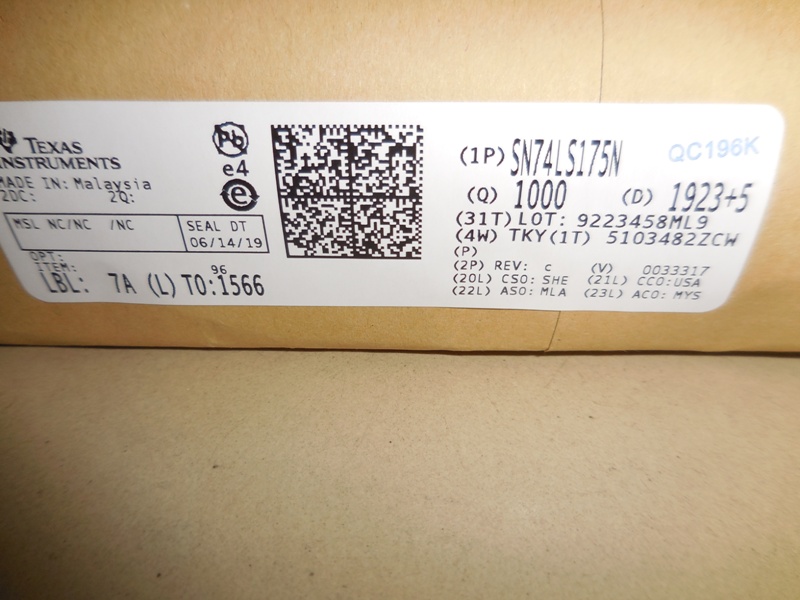 TEXAS
INSTRUMENTS
MADE IN: Malaysia
2DC: 2Q:
MSL NC/NC /NC
SEAL DT
06/14/19
OPT:
ITEM:
96
LBL: 7A (L) TO:1566
Pb
e4
e
(1P) SN74LS175N
QC196K
(Q) 1000 (D) 1923+5
(31T) LOT: 9223458ML9
(4W) TKY(1T) 5103482ZCW
(P)
(2P) REV: C (V) 0033317
(20L) CSO: SHE (21L) CCO:USA
(22L) ASO: MLA (23L) ACO: MYS